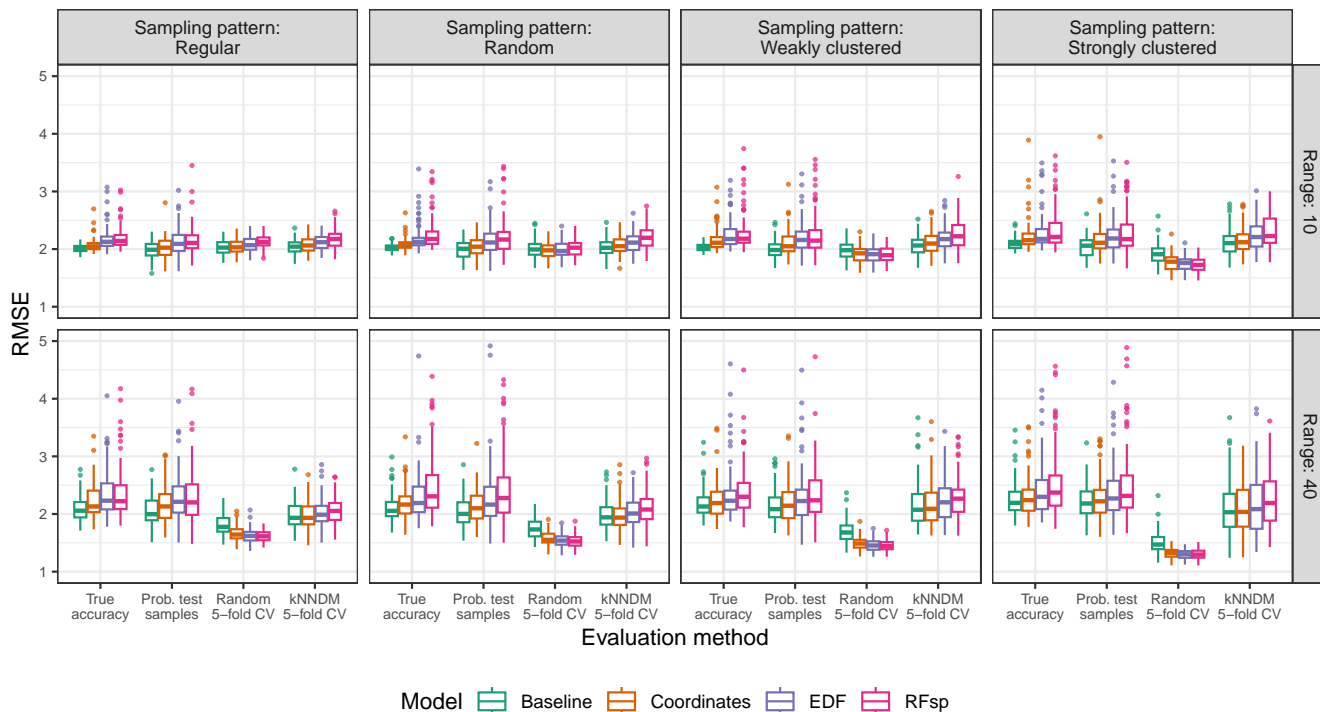 Sampling pattern:
Regular
Sampling pattern:
Random
Sampling pattern:
Weakly clustered
Sampling pattern:
Strongly clustered
5
4
3
2
1
Range: 10
RMSE
5
4
3
2
1
Range: 40
True
accuracy
Prob. test
samples
Random
5−fold CV
kNNDM
5−fold CV
True
accuracy
Prob. test
samples
Random
5−fold CV
kNNDM
5−fold CV
True
accuracy
Prob. test
samples
Random
5−fold CV
kNNDM
5−fold CV
True
accuracy
Prob. test
samples
Random
5−fold CV
kNNDM
5−fold CV
Evaluation method
Model Baseline Coordinates EDF RFsp